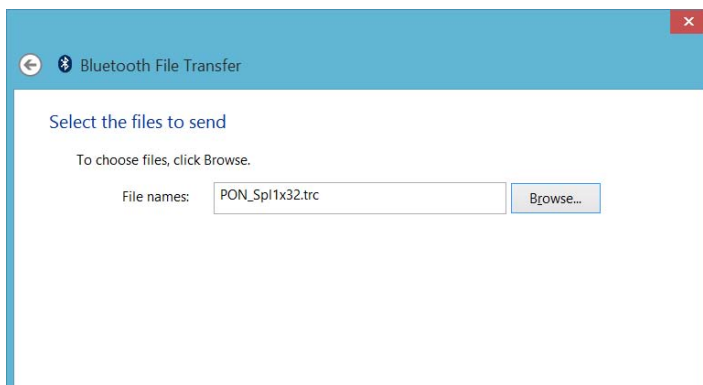 Bluetooth File Transfer
Select the files to send
To choose files, click Browse.
File names: PON_Spl1x32.trc Browse...